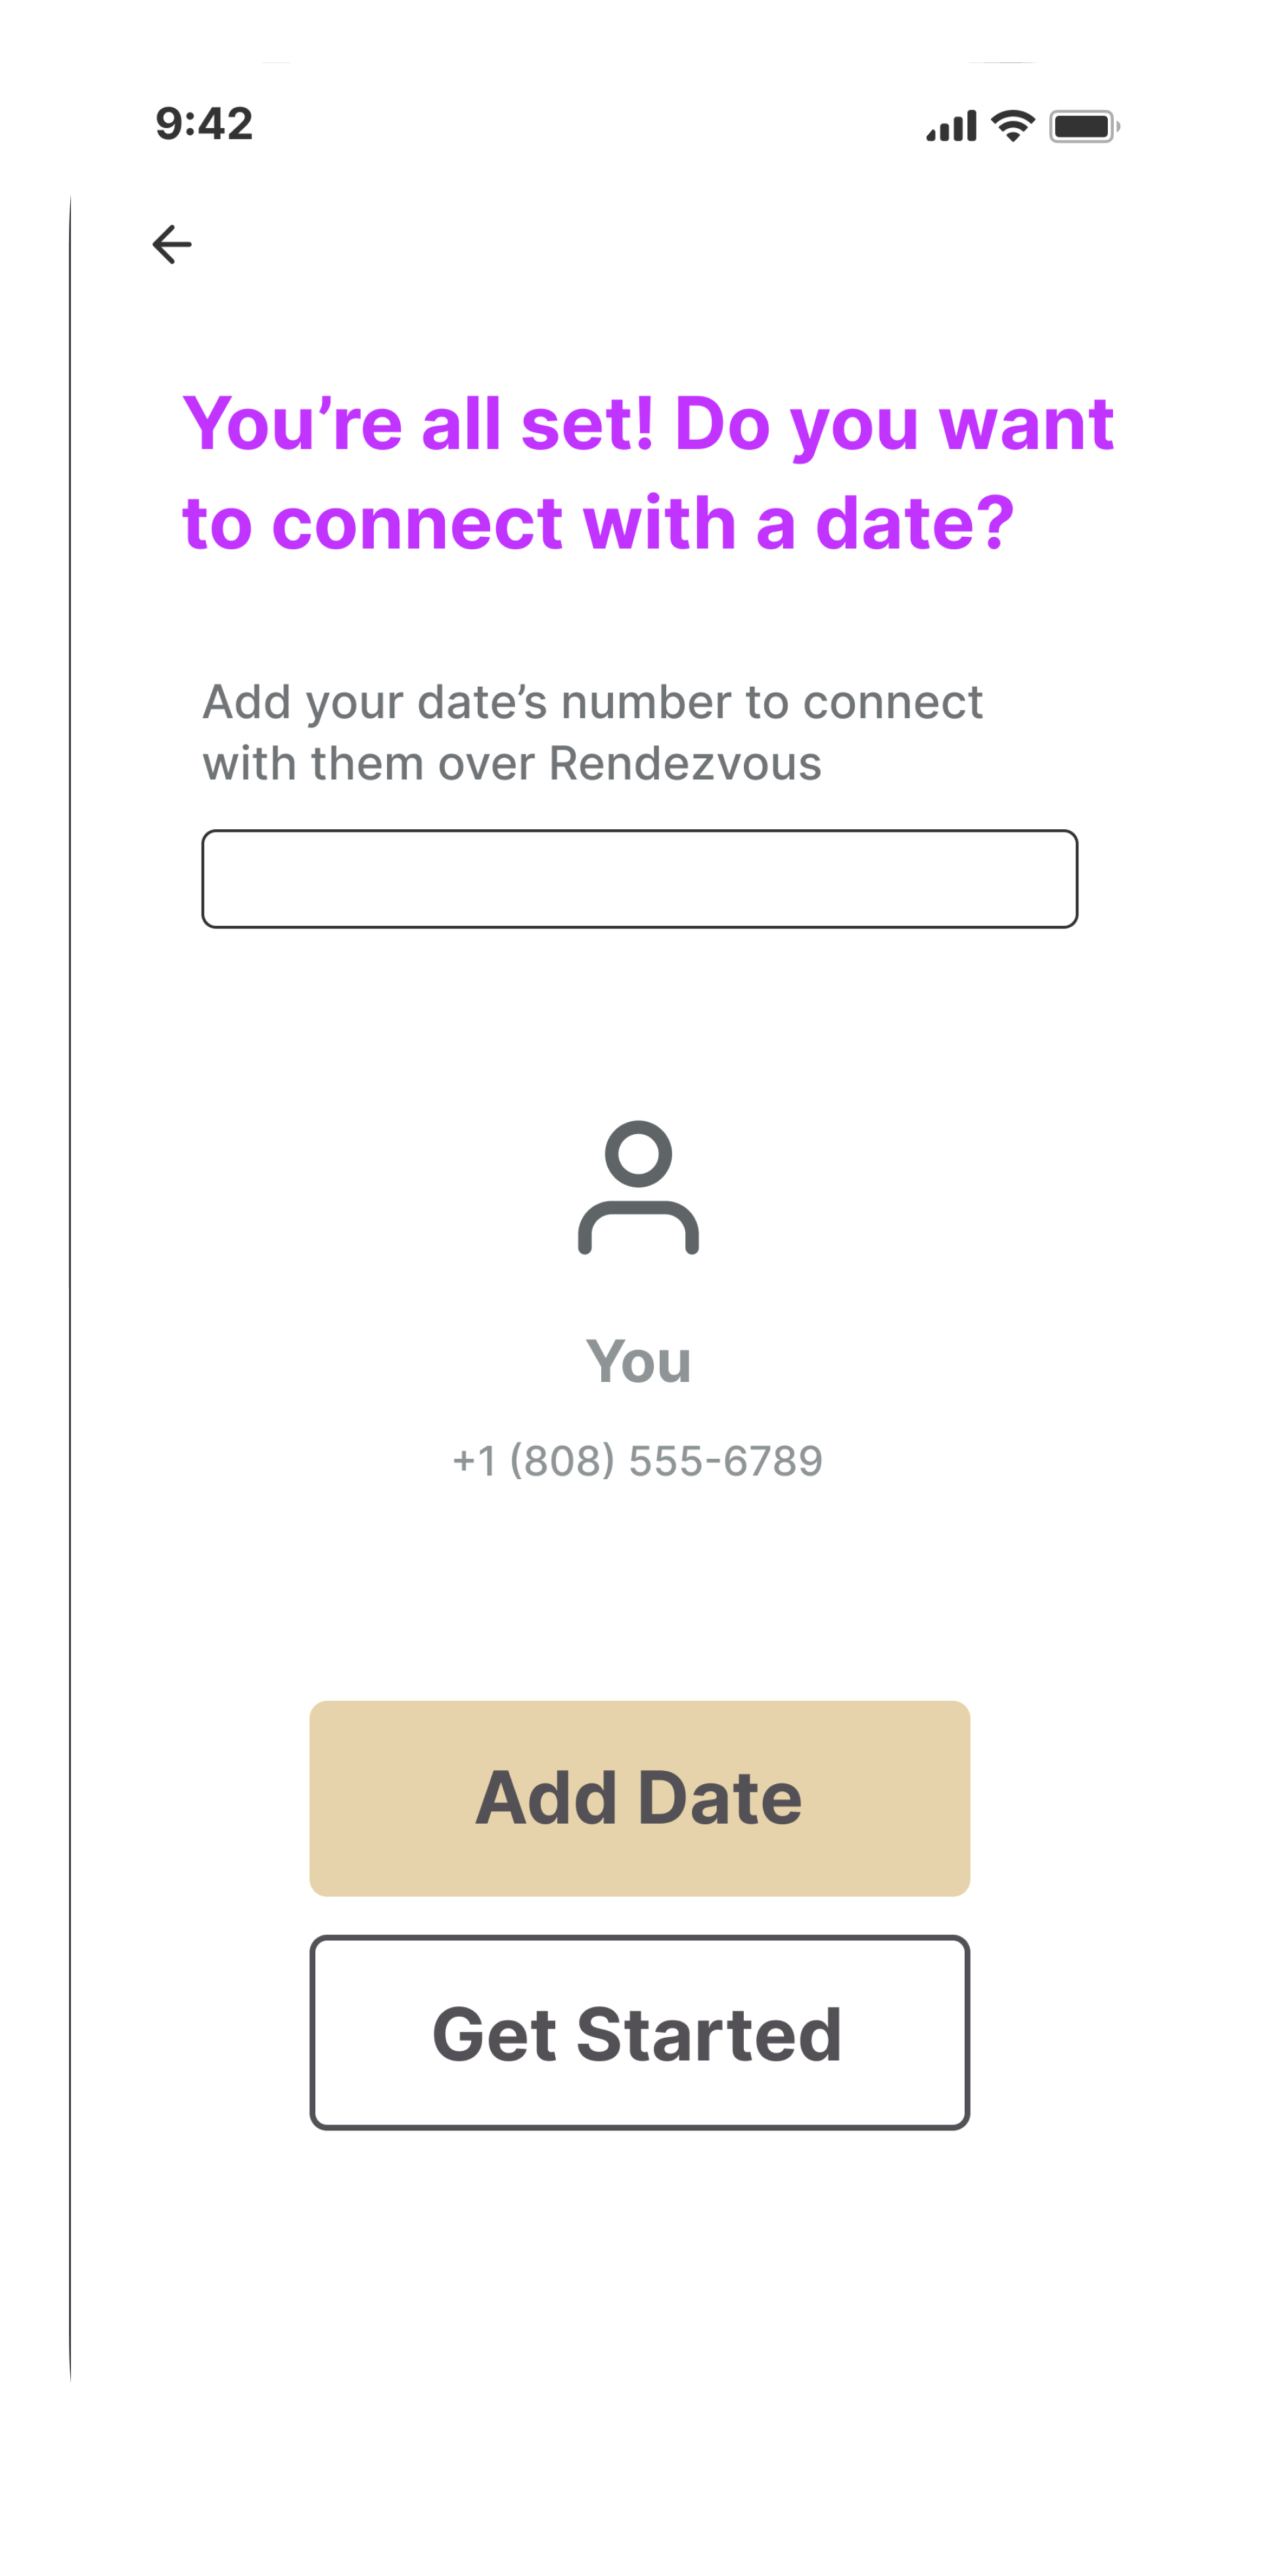 9:42
You’re all set! Do you want
to connect with a date?
Add your date’s number to connect
with them over Rendezvous
You
+1 (808) 555-6789
Add Date
Get Started